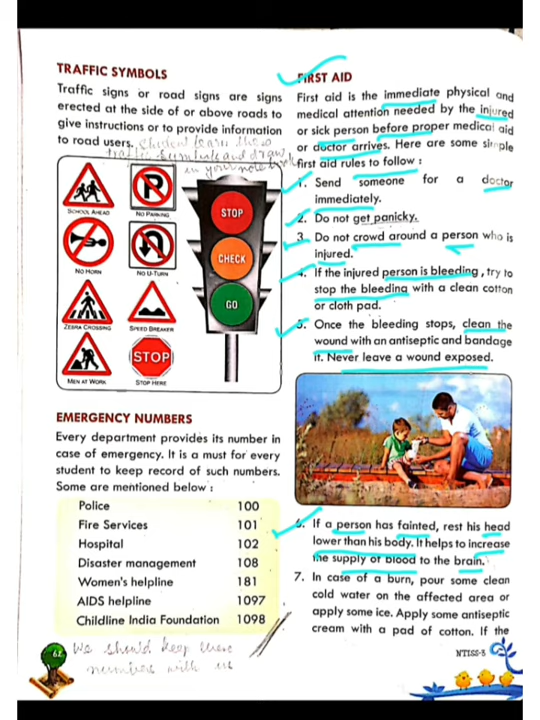 TRAFFIC SYMBOLS
Traffic signs or road signs are signs
erected at the side of or above roads to
give instructions or to provide information
to road users. Student learn these
traffic symbols and draw
in your note book
SCHOOL AHEAD
NO PARKING
P
NO HORN
NO U-TURN
ZEBRA CROSSING
SPEED BREAKER
STOP
MEN AT WORK
STOP HERE
STOP
CHECK
GO
EMERGENCY NUMBERS
Every department provides its number in
case of emergency. It is a must for every
student to keep record of such numbers.
Some are mentioned below :
Police 100
Fire Services 101
Hospital 102
Disaster management 108
Women's helpline 181
AIDS helpline 1097
Childline India Foundation 1098
We should keep these
numbers with us
62
FIRST AID
First aid is the immediate physical and
medical attention needed by the injured
or sick person before proper medical aid
or doctor arrives. Here are some simple
first aid rules to follow :
1. Send someone for a doctor
immediately.
2. Do not get panicky.
3. Do not crowd around a person who is
injured.
4. If the injured person is bleeding, try to
stop the bleeding with a clean cotton
or cloth pad.
5. Once the bleeding stops, clean the
wound with an antiseptic and bandage
it. Never leave a wound exposed.
6. If a person has fainted, rest his head
lower than his body. It helps to increase
the supply of blood to the brain.
7. In case of a burn, pour some clean
cold water on the affected area or
apply some ice. Apply some antiseptic
cream with a pad of cotton. If the
NTISS-3